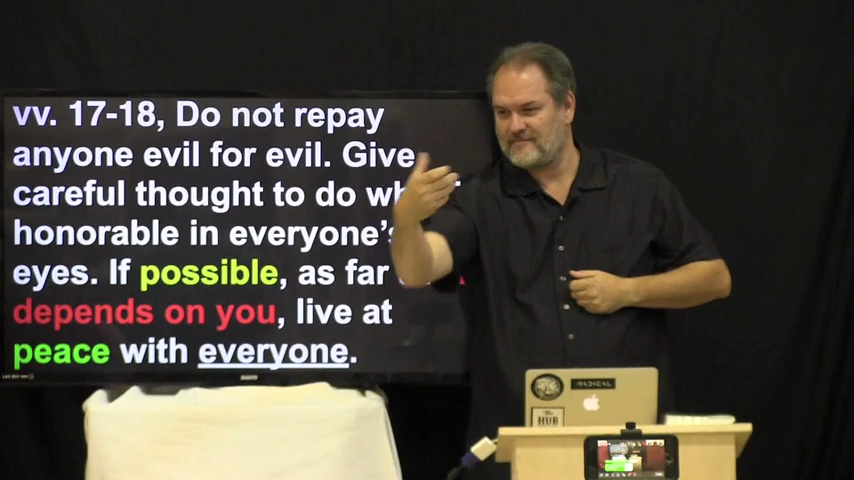 vv. 17-18, Do not repay
anyone evil for evil. Give
careful thought to do
honorable in everyone's
eyes. If possible, as far
depends on you, live at
peace with everyone.
RADICAL
HUB